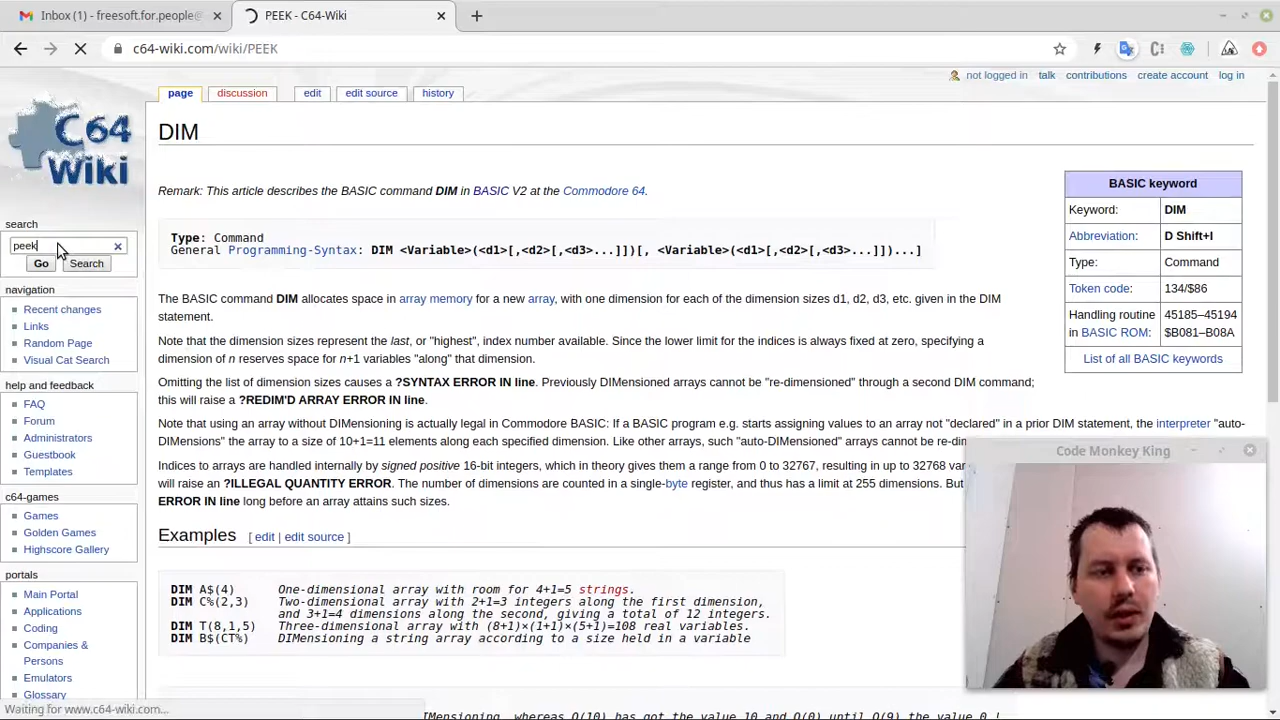 Inbox (1) - freesoft.for.people@
PEEK - C64-Wiki
c64-wiki.com/wiki/PEEK
not logged in talk contributions create account log in
page discussion edit edit source history
C64 Wiki
DIM
Remark: This article describes the BASIC command DIM in BASIC V2 at the Commodore 64.
BASIC keyword
Keyword: DIM
Abbreviation: D Shift+I
Type: Command
Token code: 134/$86
Handling routine in BASIC ROM: 45185–45194 $B081–B08A
List of all BASIC keywords
search
peek
Go Search
Type: Command
General Programming-Syntax: DIM <Variable>(<d1>[,<d2>[,<d3>...]])[, <Variable>(<d1>[,<d2>[,<d3>...]])...]
navigation
Recent changes
Links
Random Page
Visual Cat Search
help and feedback
FAQ
Forum
Administrators
Guestbook
Templates
c64-games
Games
Golden Games
Highscore Gallery
portals
Main Portal
Applications
Coding
Companies &
Persons
Emulators
Glossary
The BASIC command DIM allocates space in array memory for a new array, with one dimension for each of the dimension sizes d1, d2, d3, etc. given in the DIM
statement.
Note that the dimension sizes represent the last, or "highest", index number available. Since the lower limit for the indices is always fixed at zero, specifying a
dimension of n reserves space for n+1 variables "along" that dimension.
Omitting the list of dimension sizes causes a ?SYNTAX ERROR IN line. Previously DIMensioned arrays cannot be "re-dimensioned" through a second DIM command;
this will raise a ?REDIM'D ARRAY ERROR IN line.
Note that using an array without DIMensioning is actually legal in Commodore BASIC: If a BASIC program e.g. starts assigning values to an array not "declared" in a prior DIM statement, the interpreter "auto-
DIMensions" the array to a size of 10+1=11 elements along each specified dimension. Like other arrays, such "auto-DIMensioned" arrays cannot be re-di
Indices to arrays are handled internally by signed positive 16-bit integers, which in theory gives them a range from 0 to 32767, resulting in up to 32768 var
will raise an ?ILLEGAL QUANTITY ERROR. The number of dimensions are counted in a single-byte register, and thus has a limit at 255 dimensions. But
ERROR IN line long before an array attains such sizes.
Examples [ edit | edit source ]
DIM A$(4) One-dimensional array with room for 4+1=5 strings.
DIM C%(2,3) Two-dimensional array with 2+1=3 integers along the first dimension,
and 3+1=4 dimensions along the second, giving a total of 12 integers.
DIM T(8,1,5) Three-dimensional array with (8+1)×(1+1)×(5+1)=108 real variables.
DIM B$(CT%) DIMensioning a string array according to a size held in a variable
IMensioning, whereas O(10) has got the value 10 and O(0) until O(9) the value 0 !
Waiting for www.c64-wiki.com...
Code Monkey King